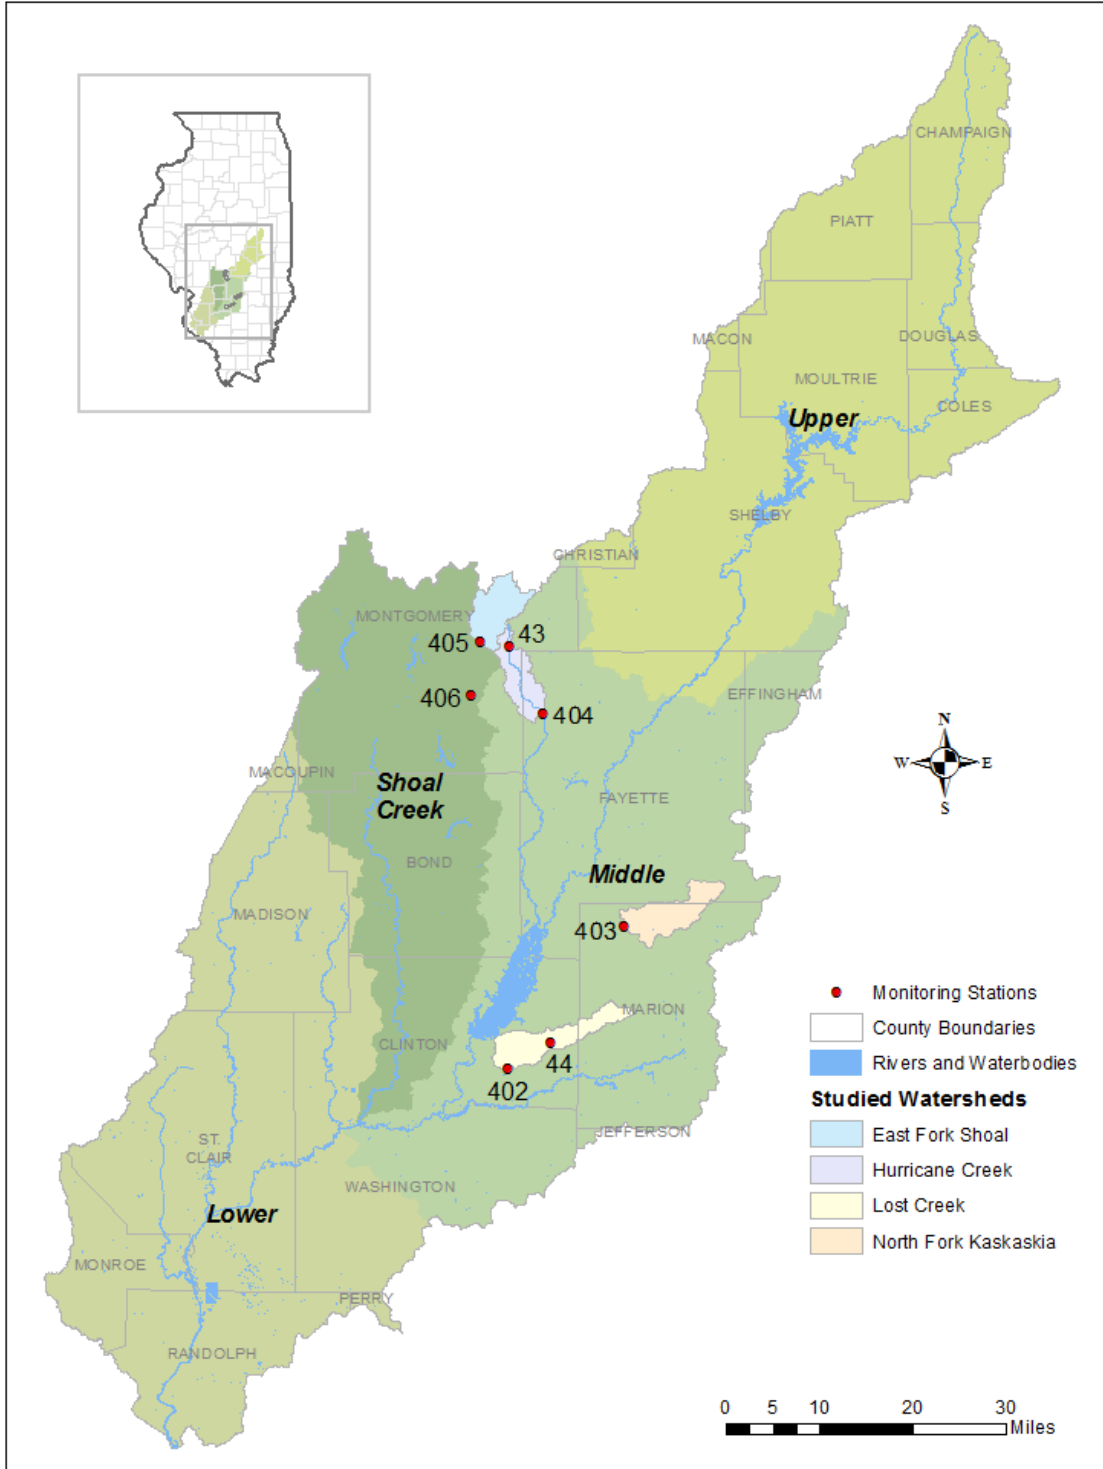 CHAMPAIGN
PIATT
MACON
DOUGLAS
MOULTRIE
COLES
Upper
SHELBY
CHRISTIAN
MONTGOMERY
405
43
406
404
EFFINGHAM
N
W
E
S
MACOUPIN
Shoal
Creek
FAYETTE
BOND
Middle
MADISON
403
MARION
CLINTON
44
402
JEFFERSON
ST.
CLAIR
WASHINGTON
Lower
MONROE
PERRY
RANDOLPH
Monitoring Stations
County Boundaries
Rivers and Waterbodies
Studied Watersheds
East Fork Shoal
Hurricane Creek
Lost Creek
North Fork Kaskaskia
0 5 10 20 30
Miles